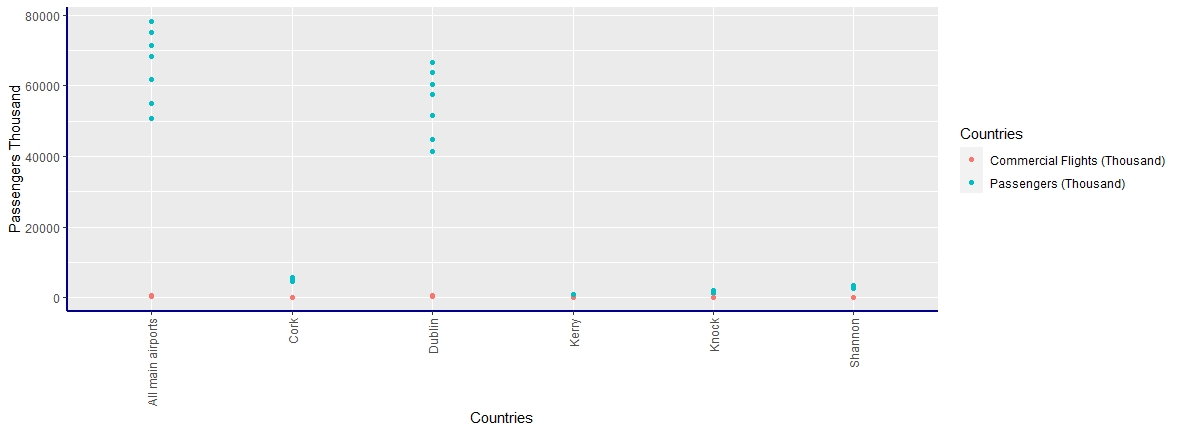 Passengers Thousand
80000
60000
40000
20000
0
All main airports
Cork
Dublin
Kerry
Knock
Shannon
Countries
Countries
Commercial Flights (Thousand)
Passengers (Thousand)